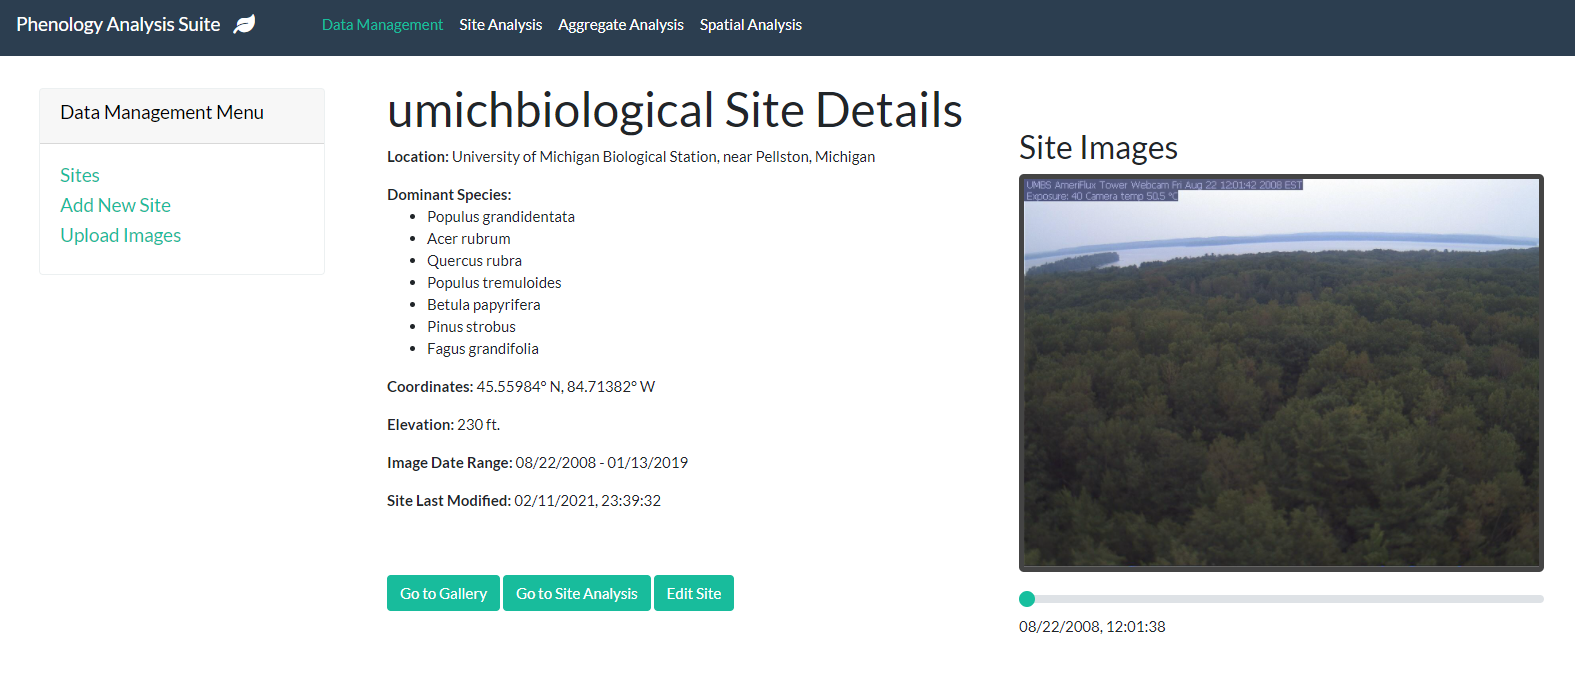 Phenology Analysis Suite
Data Management Site Analysis Aggregate Analysis Spatial Analysis
Data Management Menu
Sites
Add New Site
Upload Images
umichbiological Site Details
Location: University of Michigan Biological Station, near Pellston, Michigan
Dominant Species:
• Populus grandidentata
• Acer rubrum
• Quercus rubra
• Populus tremuloides
• Betula papyrifera
• Pinus strobus
• Fagus grandifolia
Coordinates: 45.55984° N, 84.71382° W
Elevation: 230 ft.
Image Date Range: 08/22/2008 - 01/13/2019
Site Last Modified: 02/11/2021, 23:39:32
Go to Gallery Go to Site Analysis Edit Site
Site Images
UMBS AmeriFlux Tower Webcam Fri Aug 22 12:01:42 2008 EST
Exposure: 40 Camera temp 50.5 °C
08/22/2008, 12:01:38